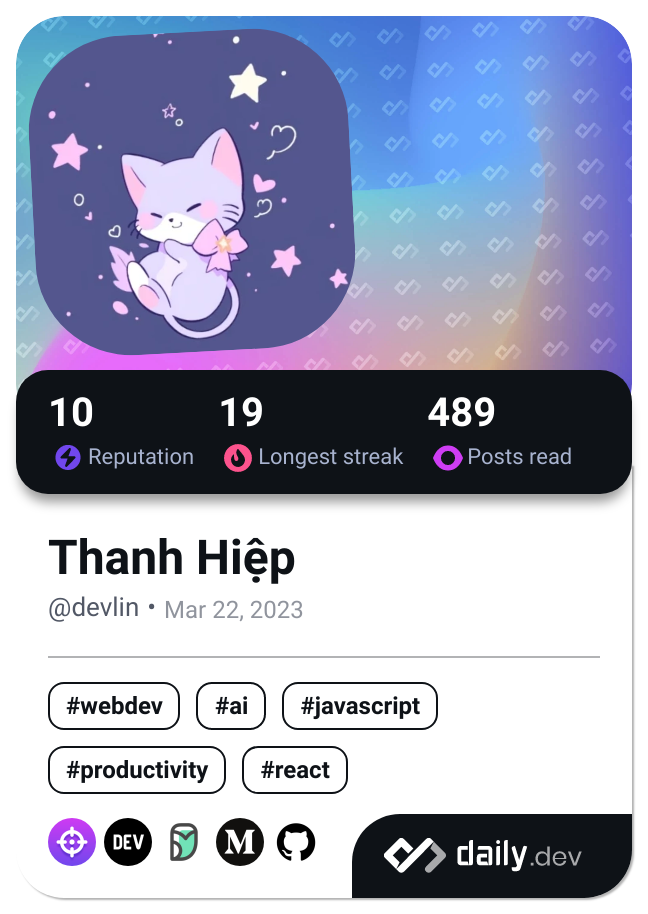 10 19 489
Reputation Longest streak Posts read
Thanh Hiệp
@devlin • Mar 22, 2023
#webdev #ai #javascript
#productivity #react
DEV M daily.dev